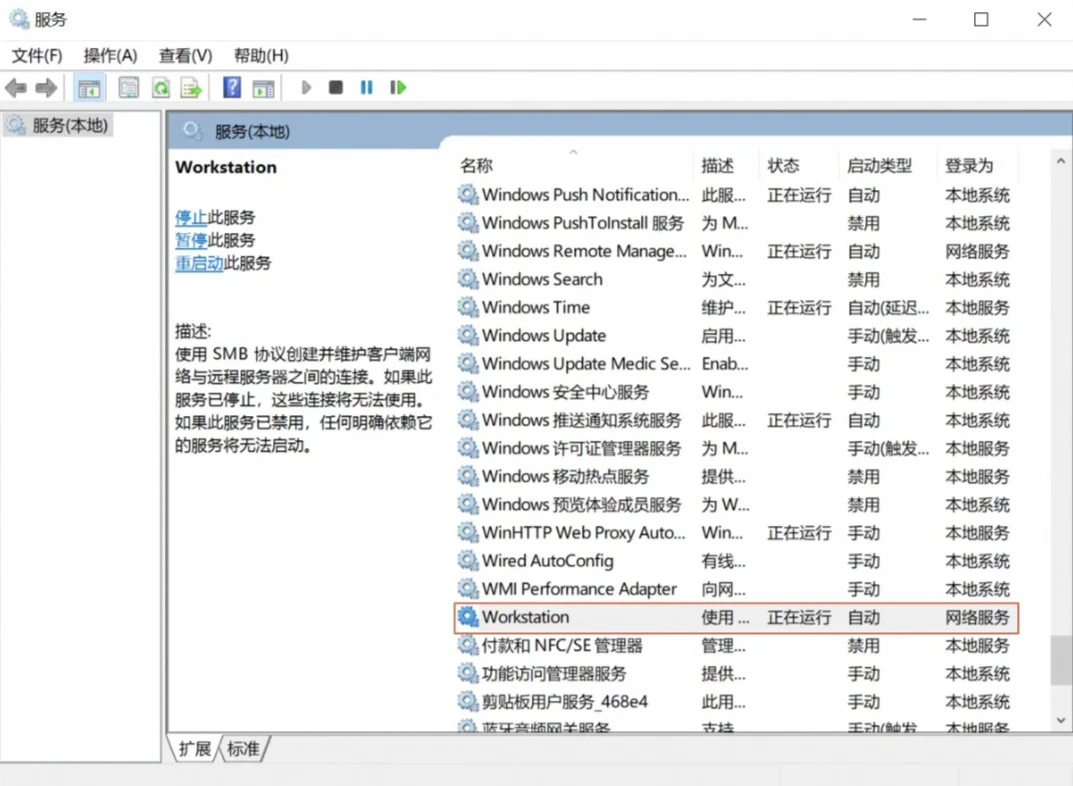 服务
文件(F) 操作(A) 查看(V) 帮助(H)
服务(本地)
服务(本地)
Workstation
停止此服务
暂停此服务
重启动此服务
描述:
使用 SMB 协议创建并维护客户端网
络与远程服务器之间的连接。如果此
服务已停止，这些连接将无法使用。
如果此服务已禁用，任何明确依赖它
的服务将无法启动。
名称 描述 状态 启动类型 登录为
Windows Push Notification... 此服... 正在运行 自动 本地系统
Windows PushToInstall 服务 为 M... 禁用 本地系统
Windows Remote Manage... Win... 正在运行 自动 网络服务
Windows Search 为文... 禁用 本地系统
Windows Time 维护... 正在运行 自动(延迟... 本地服务
Windows Update 启用... 手动(触发... 本地系统
Windows Update Medic Se... Enab... 手动 本地系统
Windows 安全中心服务 Win... 手动 本地系统
Windows 推送通知系统服务 此服... 正在运行 自动 本地系统
Windows 许可证管理器服务 为 M... 手动(触发... 本地服务
Windows 移动热点服务 提供... 禁用 本地系统
Windows 预览体验成员服务 为 W... 禁用 本地系统
WinHTTP Web Proxy Auto... Win... 正在运行 手动 本地服务
Wired AutoConfig 有线... 手动 本地系统
WMI Performance Adapter 向网... 手动 本地系统
Workstation 使用 ... 正在运行 自动 网络服务
付款和 NFC/SE 管理器 管理... 禁用 本地服务
功能访问管理器服务 提供... 手动 本地系统
剪贴板用户服务_468e4 此用... 手动 本地系统
蓝牙音频网关服务 支持 手动(触发 本地服务
扩展 标准